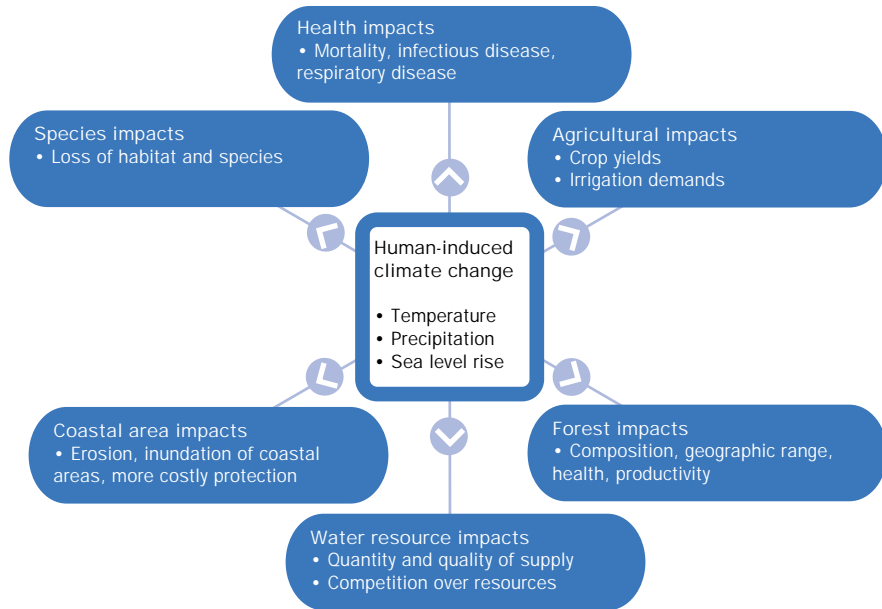 Health impacts
• Mortality, infectious disease,
respiratory disease
Species impacts
• Loss of habitat and species
Agricultural impacts
• Crop yields
• Irrigation demands
Human-induced
climate change
• Temperature
• Precipitation
• Sea level rise
Coastal area impacts
• Erosion, inundation of coastal
areas, more costly protection
Forest impacts
• Composition, geographic range,
health, productivity
Water resource impacts
• Quantity and quality of supply
• Competition over resources